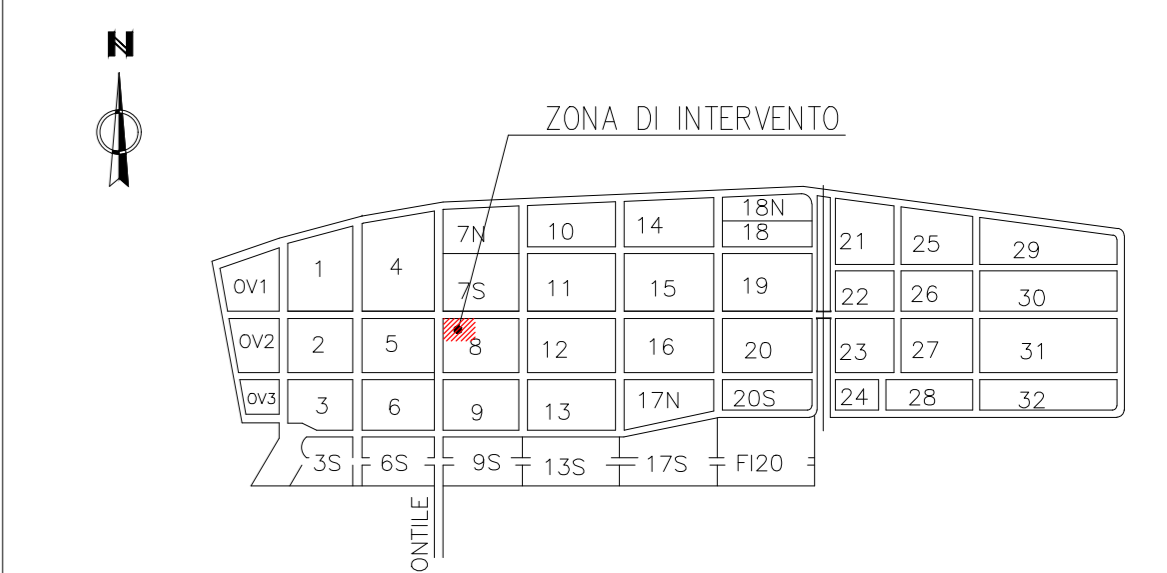 N
ZONA DI INTERVENTO
18N
7N 10 14 18 21 25 29
OV1 1 4 7S 11 15 19 22 26 30
OV2 2 5 8 12 16 20 23 27 31
OV3 3 6 9 13 17N 20S 24 28 32
3S 6S 9S 13S 17S FI20
ONTILE